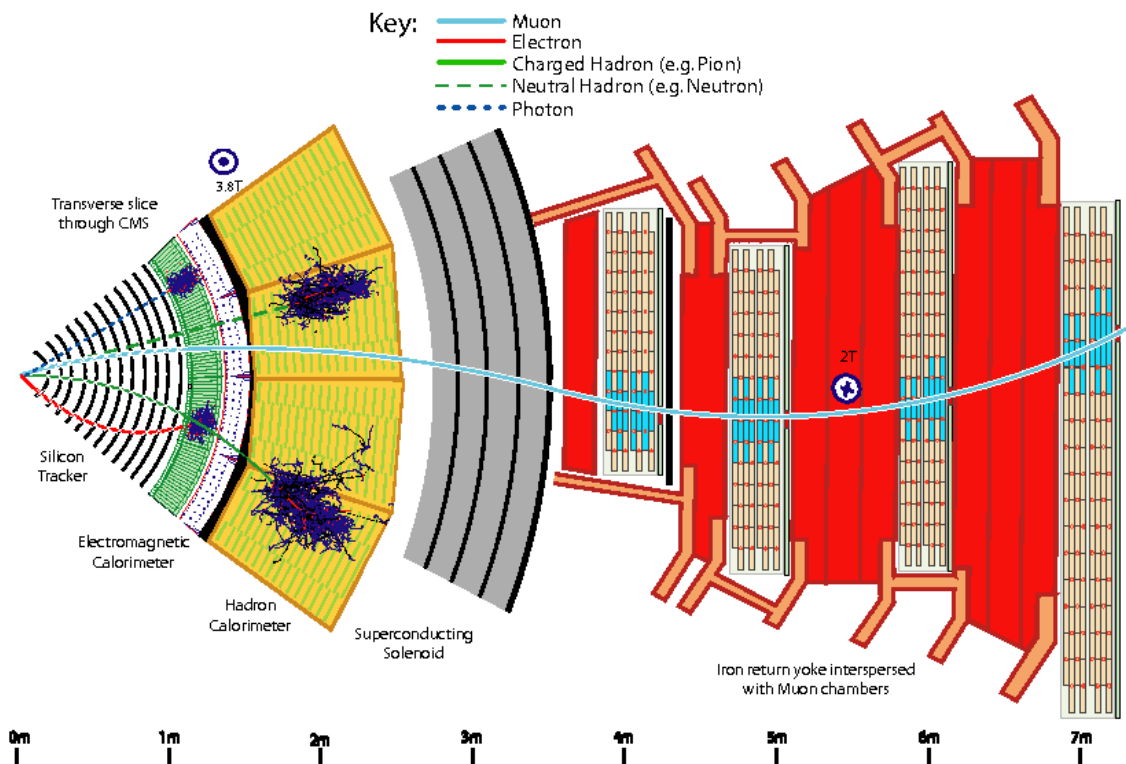 Key:
Muon
Electron
Charged Hadron (e.g. Pion)
Neutral Hadron (e.g. Neutron)
Photon
3.8T
Transverse slice
through CMS
2T
Silicon
Tracker
Electromagnetic
Calorimeter
Hadron
Calorimeter
Superconducting
Solenoid
Iron return yoke interspersed
with Muon chambers
0m
1m
2m
3m
4m
5m
6m
7m